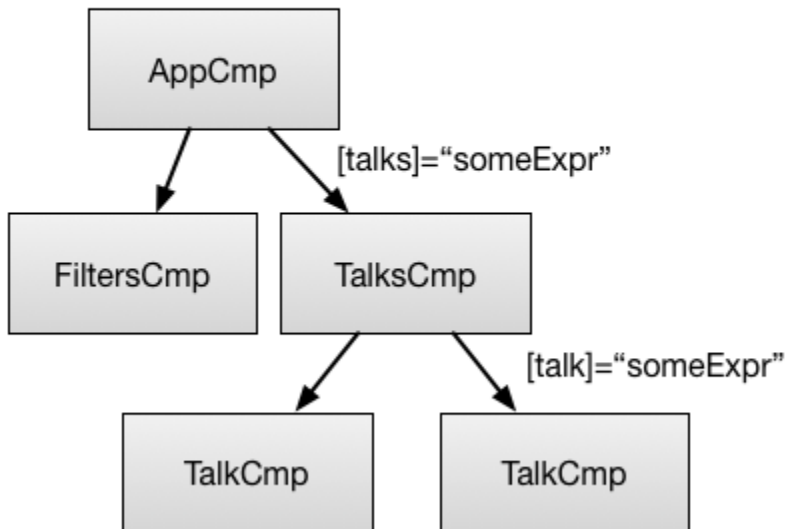 AppCmp
[talks]=“someExpr”
FiltersCmp
TalksCmp
[talk]=“someExpr”
TalkCmp
TalkCmp